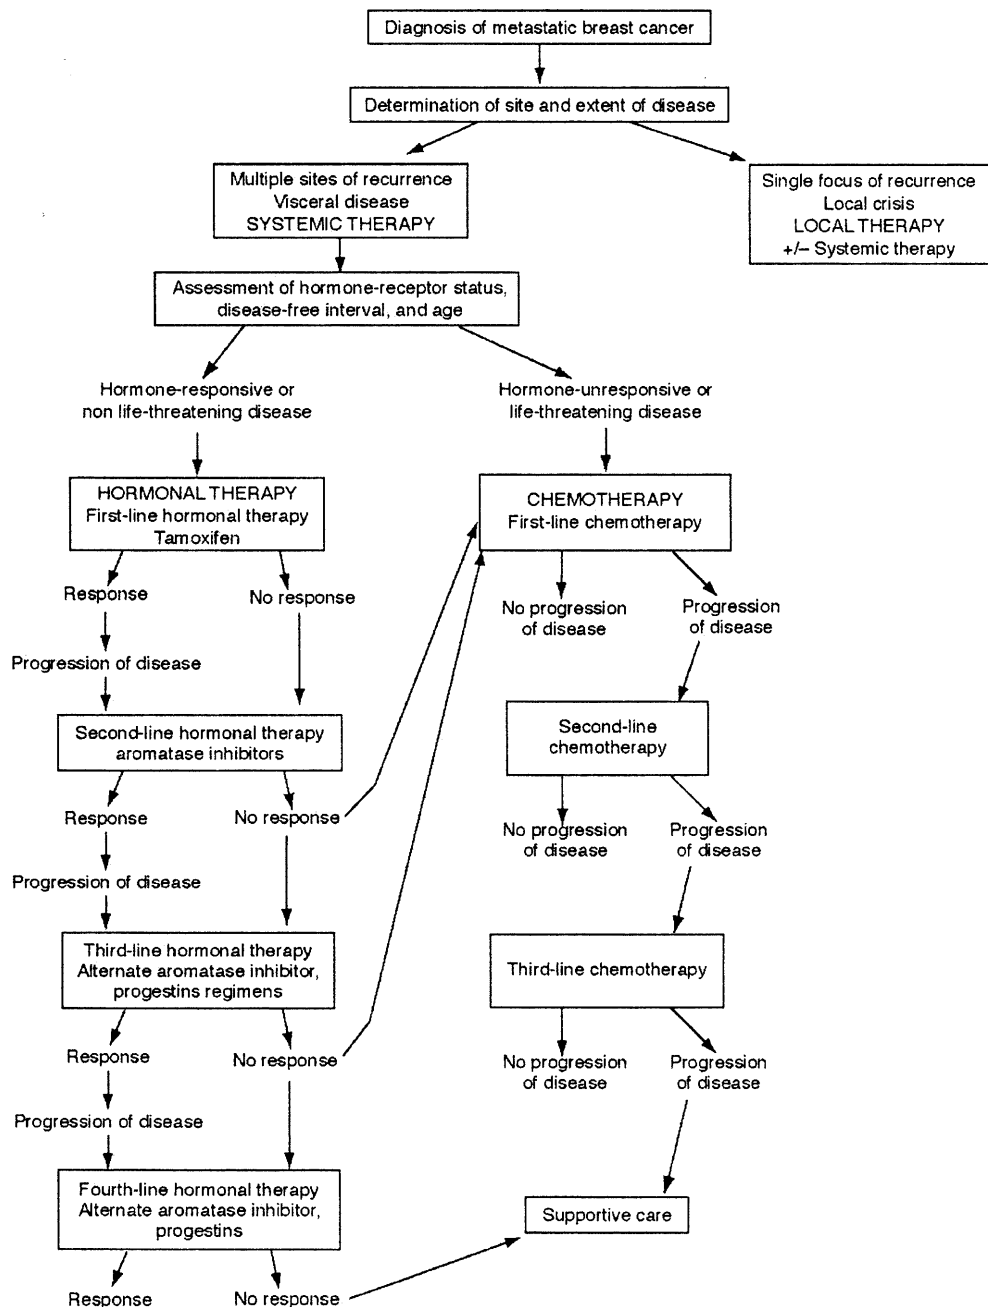 Diagnosis of metastatic breast cancer
Determination of site and extent of disease
Multiple sites of recurrence
Visceral disease
SYSTEMIC THERAPY
Single focus of recurrence
Local crisis
LOCAL THERAPY
+/– Systemic therapy
Assessment of hormone-receptor status,
disease-free interval, and age
Hormone-responsive or
non life-threatening disease
Hormone-unresponsive or
life-threatening disease
HORMONAL THERAPY
First-line hormonal therapy
Tamoxifen
CHEMOTHERAPY
First-line chemotherapy
Response
No response
No progression
of disease
Progression
of disease
Progression of disease
Second-line hormonal therapy
aromatase inhibitors
Second-line
chemotherapy
Response
No response
No progression
of disease
Progression
of disease
Progression of disease
Third-line hormonal therapy
Alternate aromatase inhibitor,
progestins regimens
Third-line chemotherapy
Response
No response
No progression
of disease
Progression
of disease
Progression of disease
Fourth-line hormonal therapy
Alternate aromatase inhibitor,
progestins
Supportive care
Response
No response